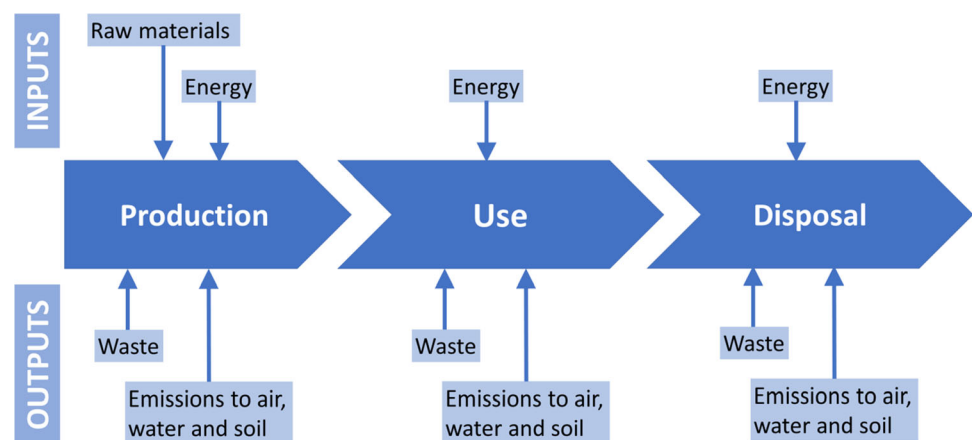 INPUTS
Raw materials
Energy
Energy
Energy
Production
Use
Disposal
OUTPUTS
Waste
Waste
Waste
Emissions to air,
water and soil
Emissions to air,
water and soil
Emissions to air,
water and soil